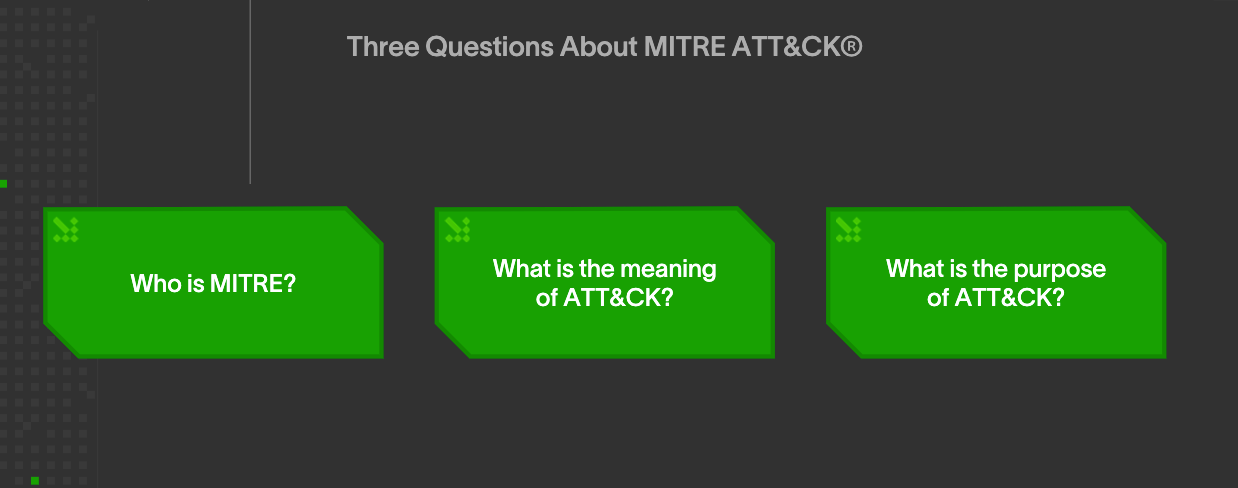 Three Questions About MITRE ATT&CK®
Who is MITRE?
What is the meaning
of ATT&CK?
What is the purpose
of ATT&CK?